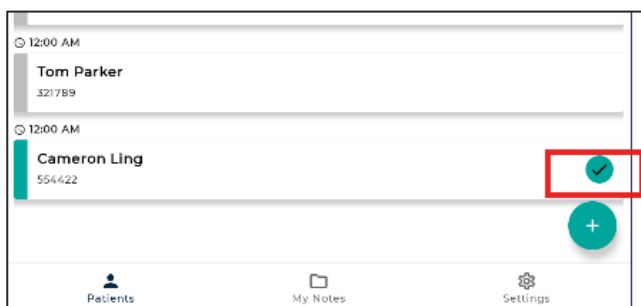 12:00 AM
Tom Parker
321789
12:00 AM
Cameron Ling
554422
+
Patients My Notes Settings